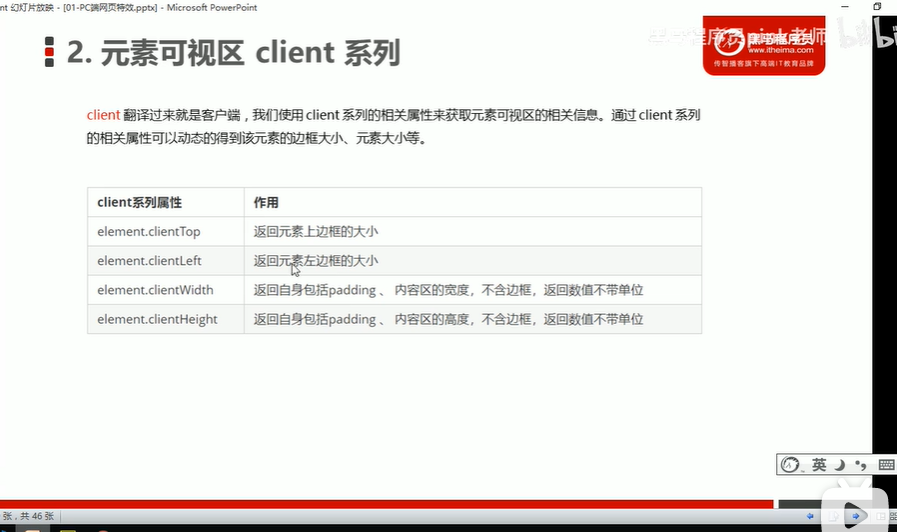 nt 幻灯片放映 - [01-PC端网页特效.pptx] - Microsoft PowerPoint
2. 元素可视区 client 系列
www.itheima.com
传智播客旗下高端IT教育品牌
client 翻译过来就是客户端，我们使用 client 系列的相关属性来获取元素可视区的相关信息。通过 client 系列
的相关属性可以动态的得到该元素的边框大小、元素大小等。
client系列属性 作用
element.clientTop 返回元素上边框的大小
element.clientLeft 返回元素左边框的大小
element.clientWidth 返回自身包括padding 、 内容区的宽度，不含边框，返回数值不带单位
element.clientHeight 返回自身包括padding 、 内容区的高度，不含边框，返回数值不带单位
英
张，共 46 张